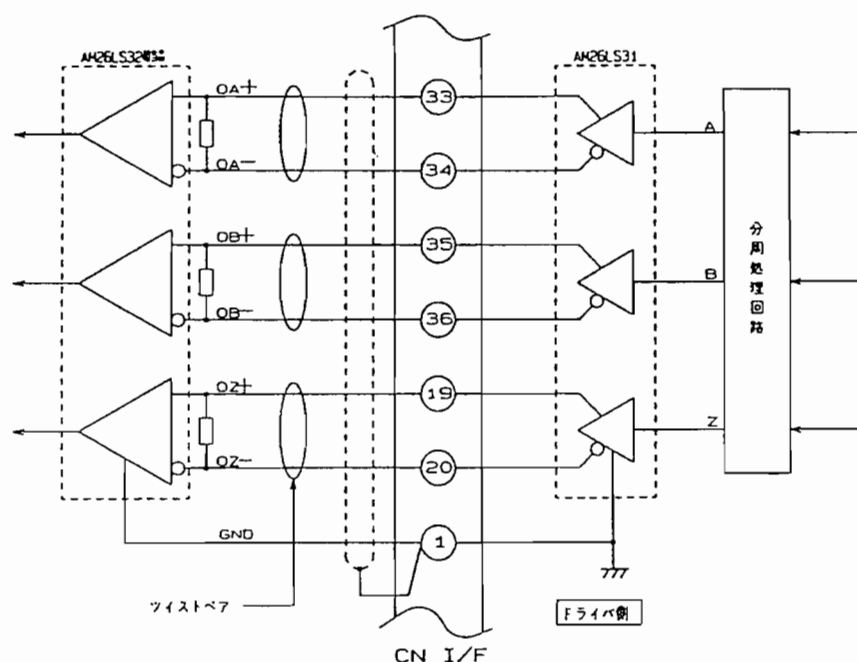 AM26LS32相当品
AM26LS31
OA+
33
A
OA−
34
OB+
35
B
OB−
36
分周処理回路
OZ+
19
Z
OZ−
20
GND
1
ツイストペア
ドライバ側
CN I/F